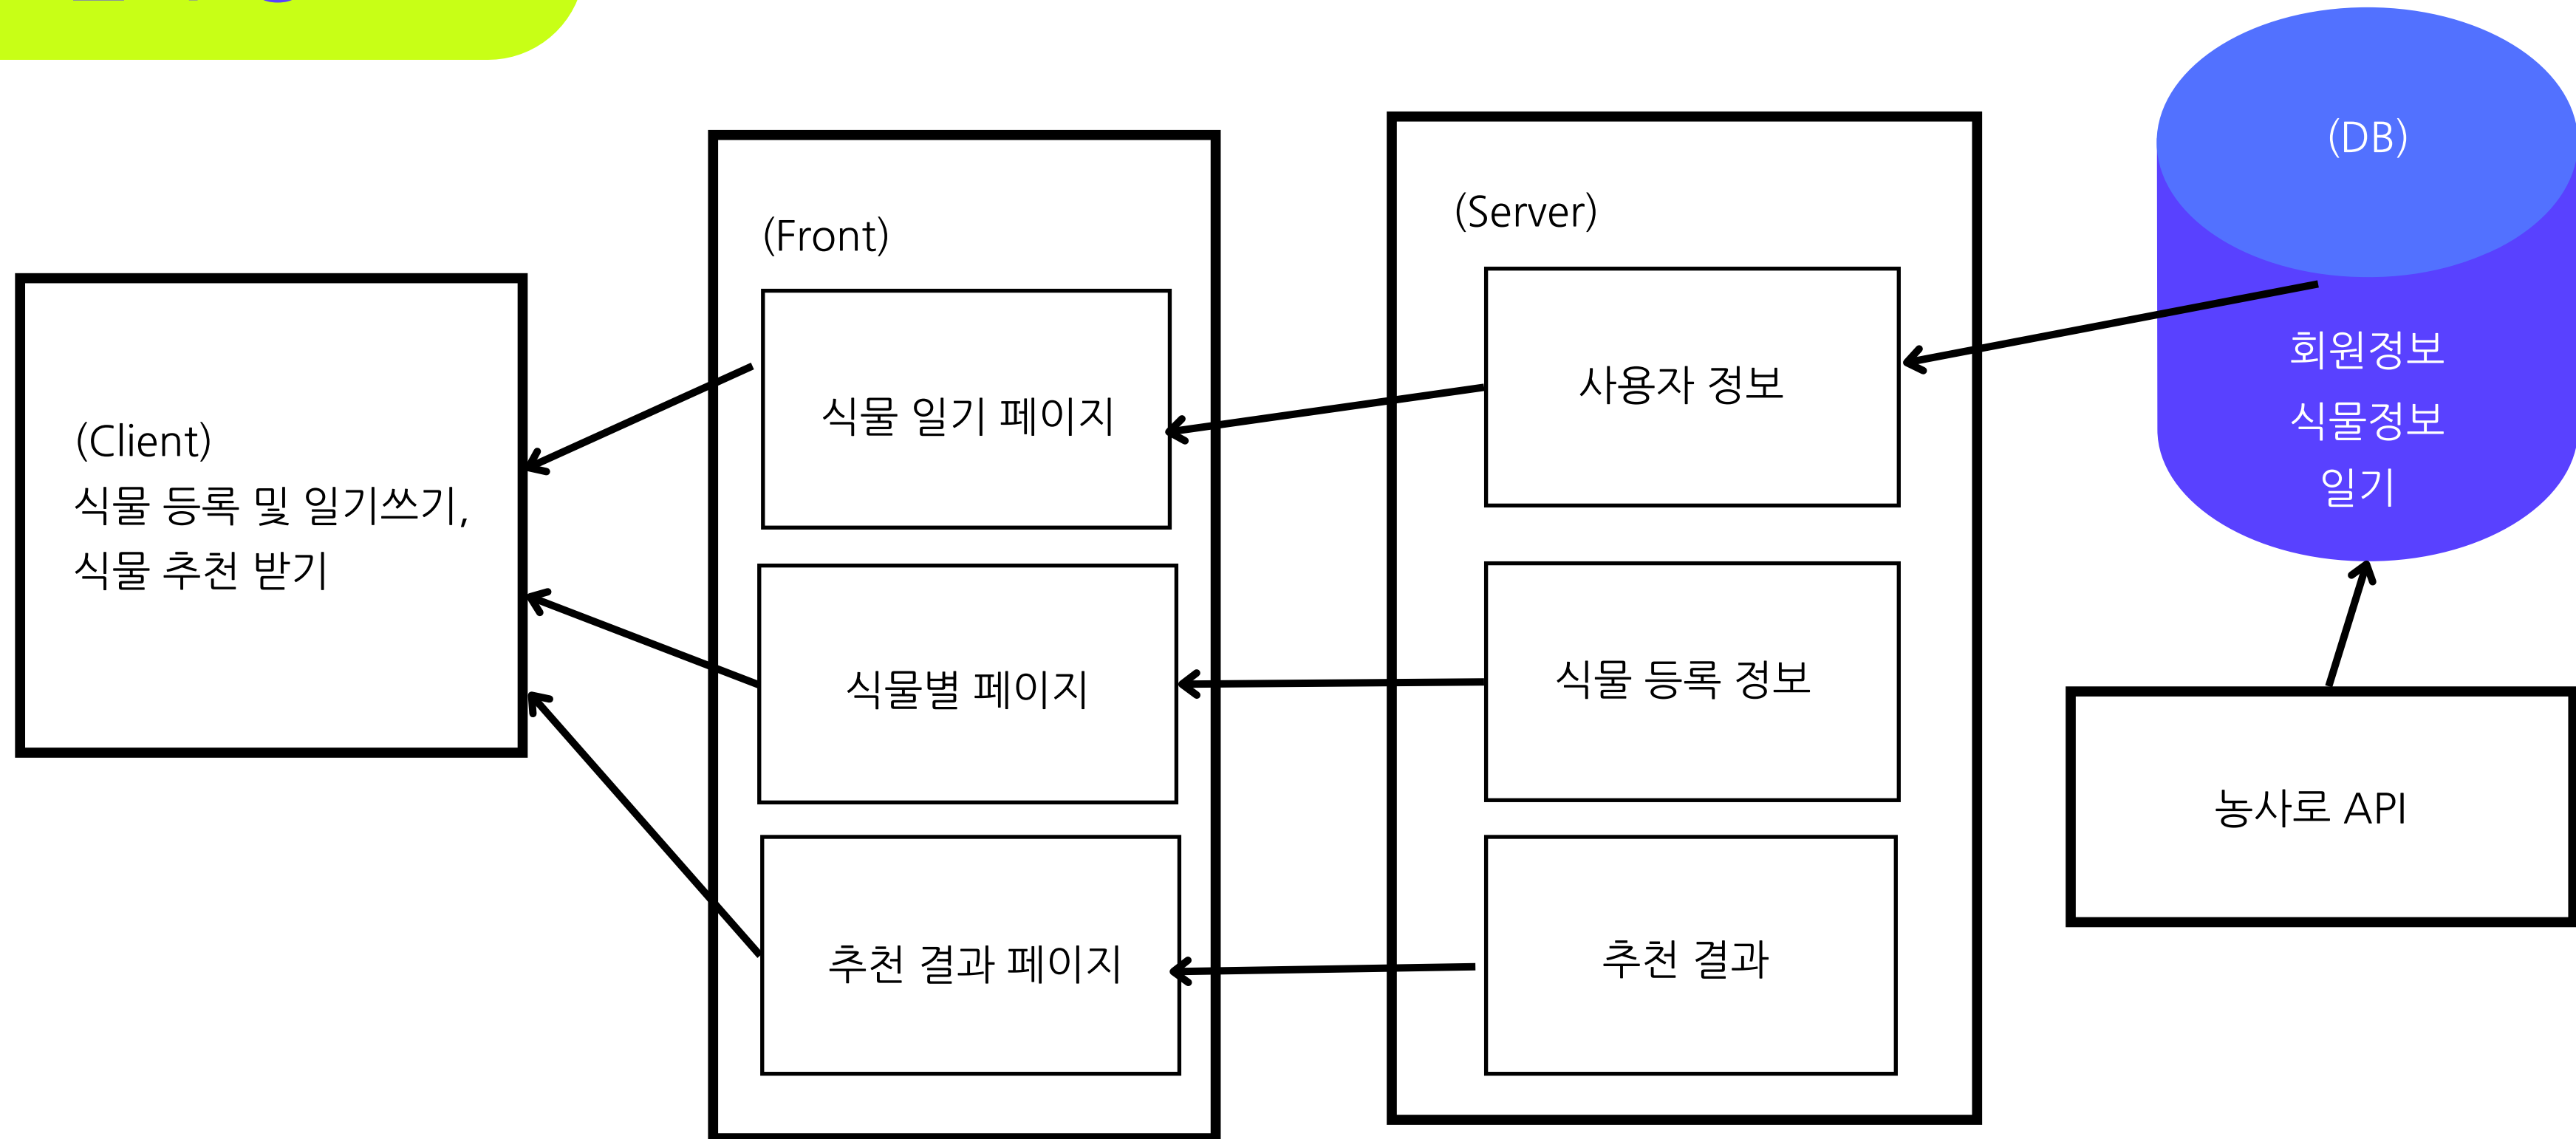 (Client)
식물 등록 및 일기쓰기,
식물 추천 받기
(Front)
식물 일기 페이지
식물별 페이지
추천 결과 페이지
(Server)
사용자 정보
식물 등록 정보
추천 결과
(DB)
회원정보
식물정보
일기
농사로 API